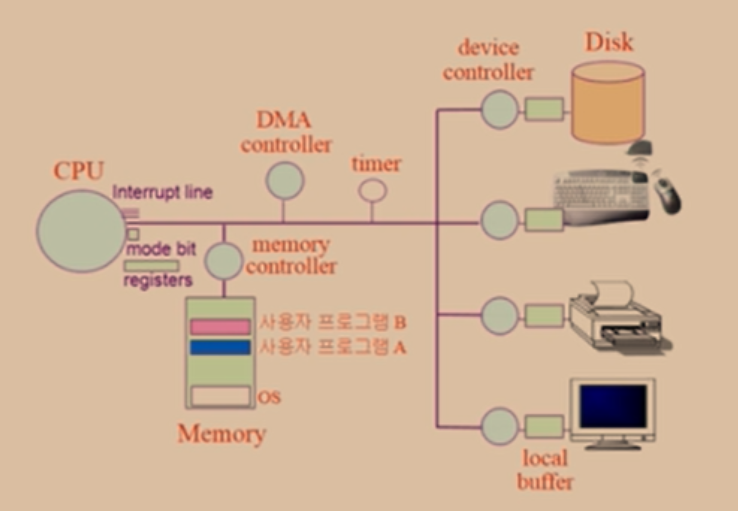 device
controller
Disk
DMA
controller
timer
CPU
Interrupt line
mode bit
registers
memory
controller
사용자 프로그램 B
사용자 프로그램 A
OS
Memory
local
buffer